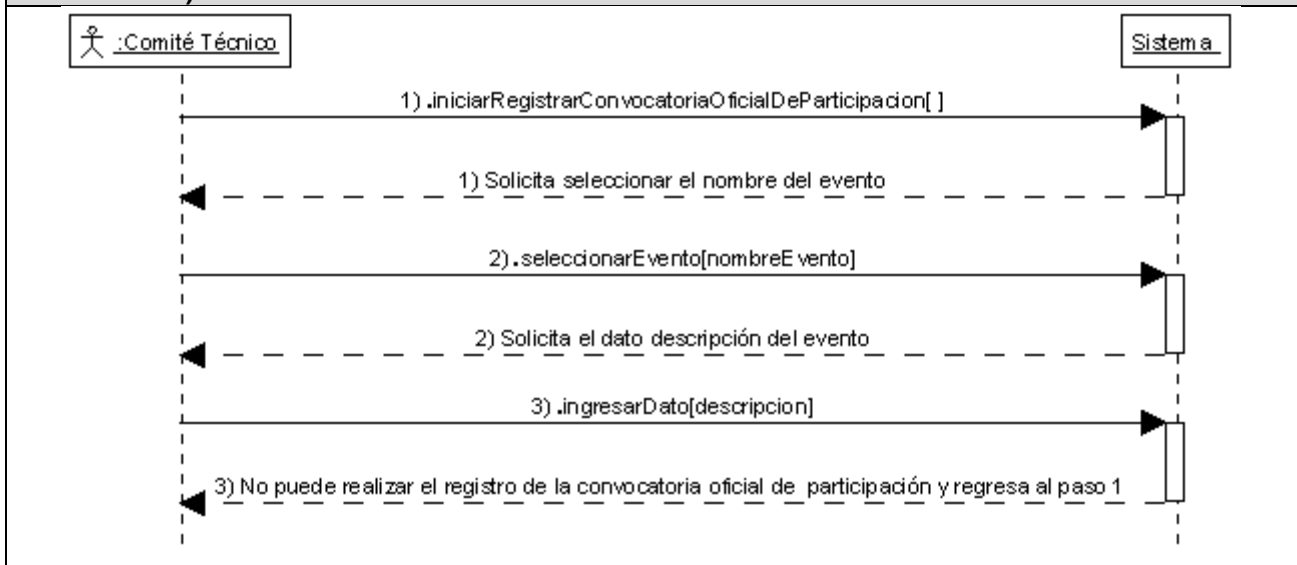 :Comité Técnico
Sistema
1) .iniciarRegistrarConvocatoriaOficialDeParticipacion[ ]
1) Solicita seleccionar el nombre del evento
2).seleccionarEvento[nombreEvento]
2) Solicita el dato descripción del evento
3) .ingresarDato[descripcion]
3) No puede realizar el registro de la convocatoria oficial de participación y regresa al paso 1